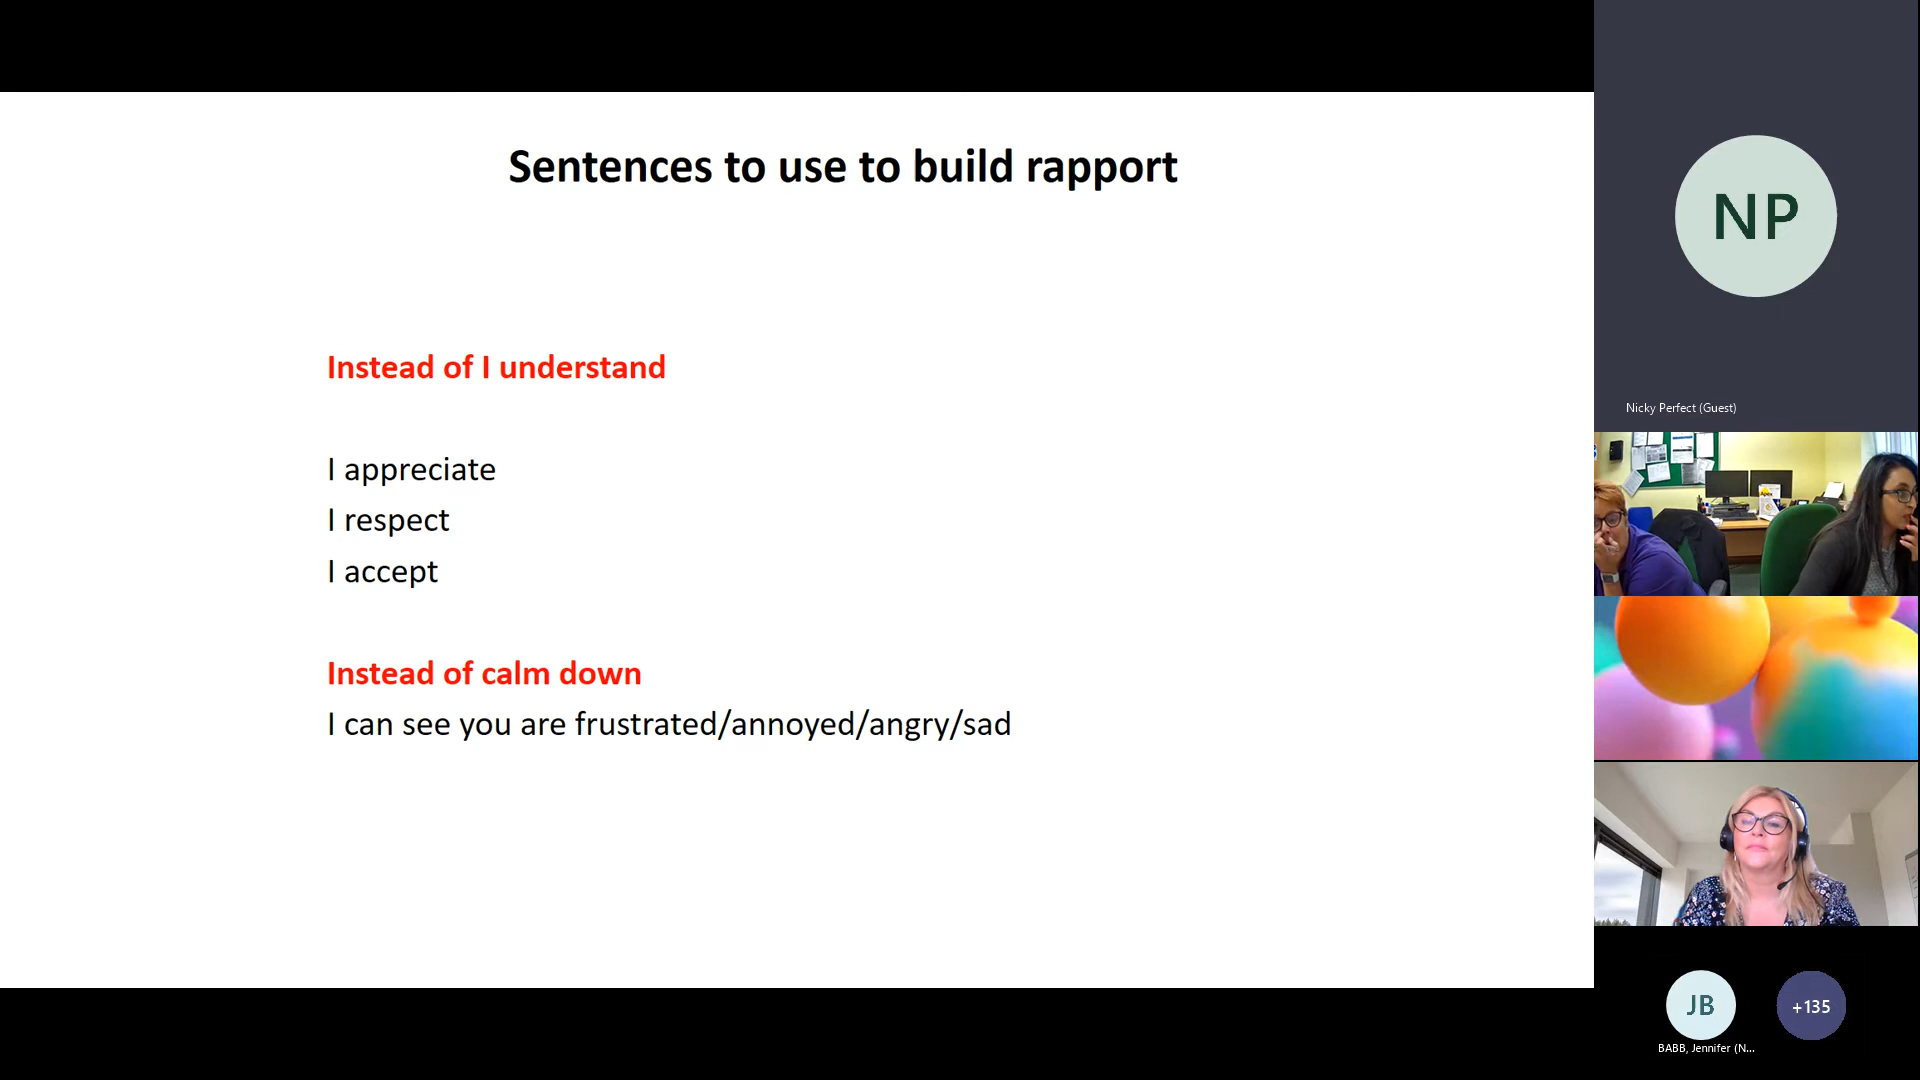 Sentences to use to build rapport
Instead of I understand
I appreciate
I respect
I accept
Instead of calm down
I can see you are frustrated/annoyed/angry/sad
NP
Nicky Perfect (Guest)
JB
+135
BABB, Jennifer (N...